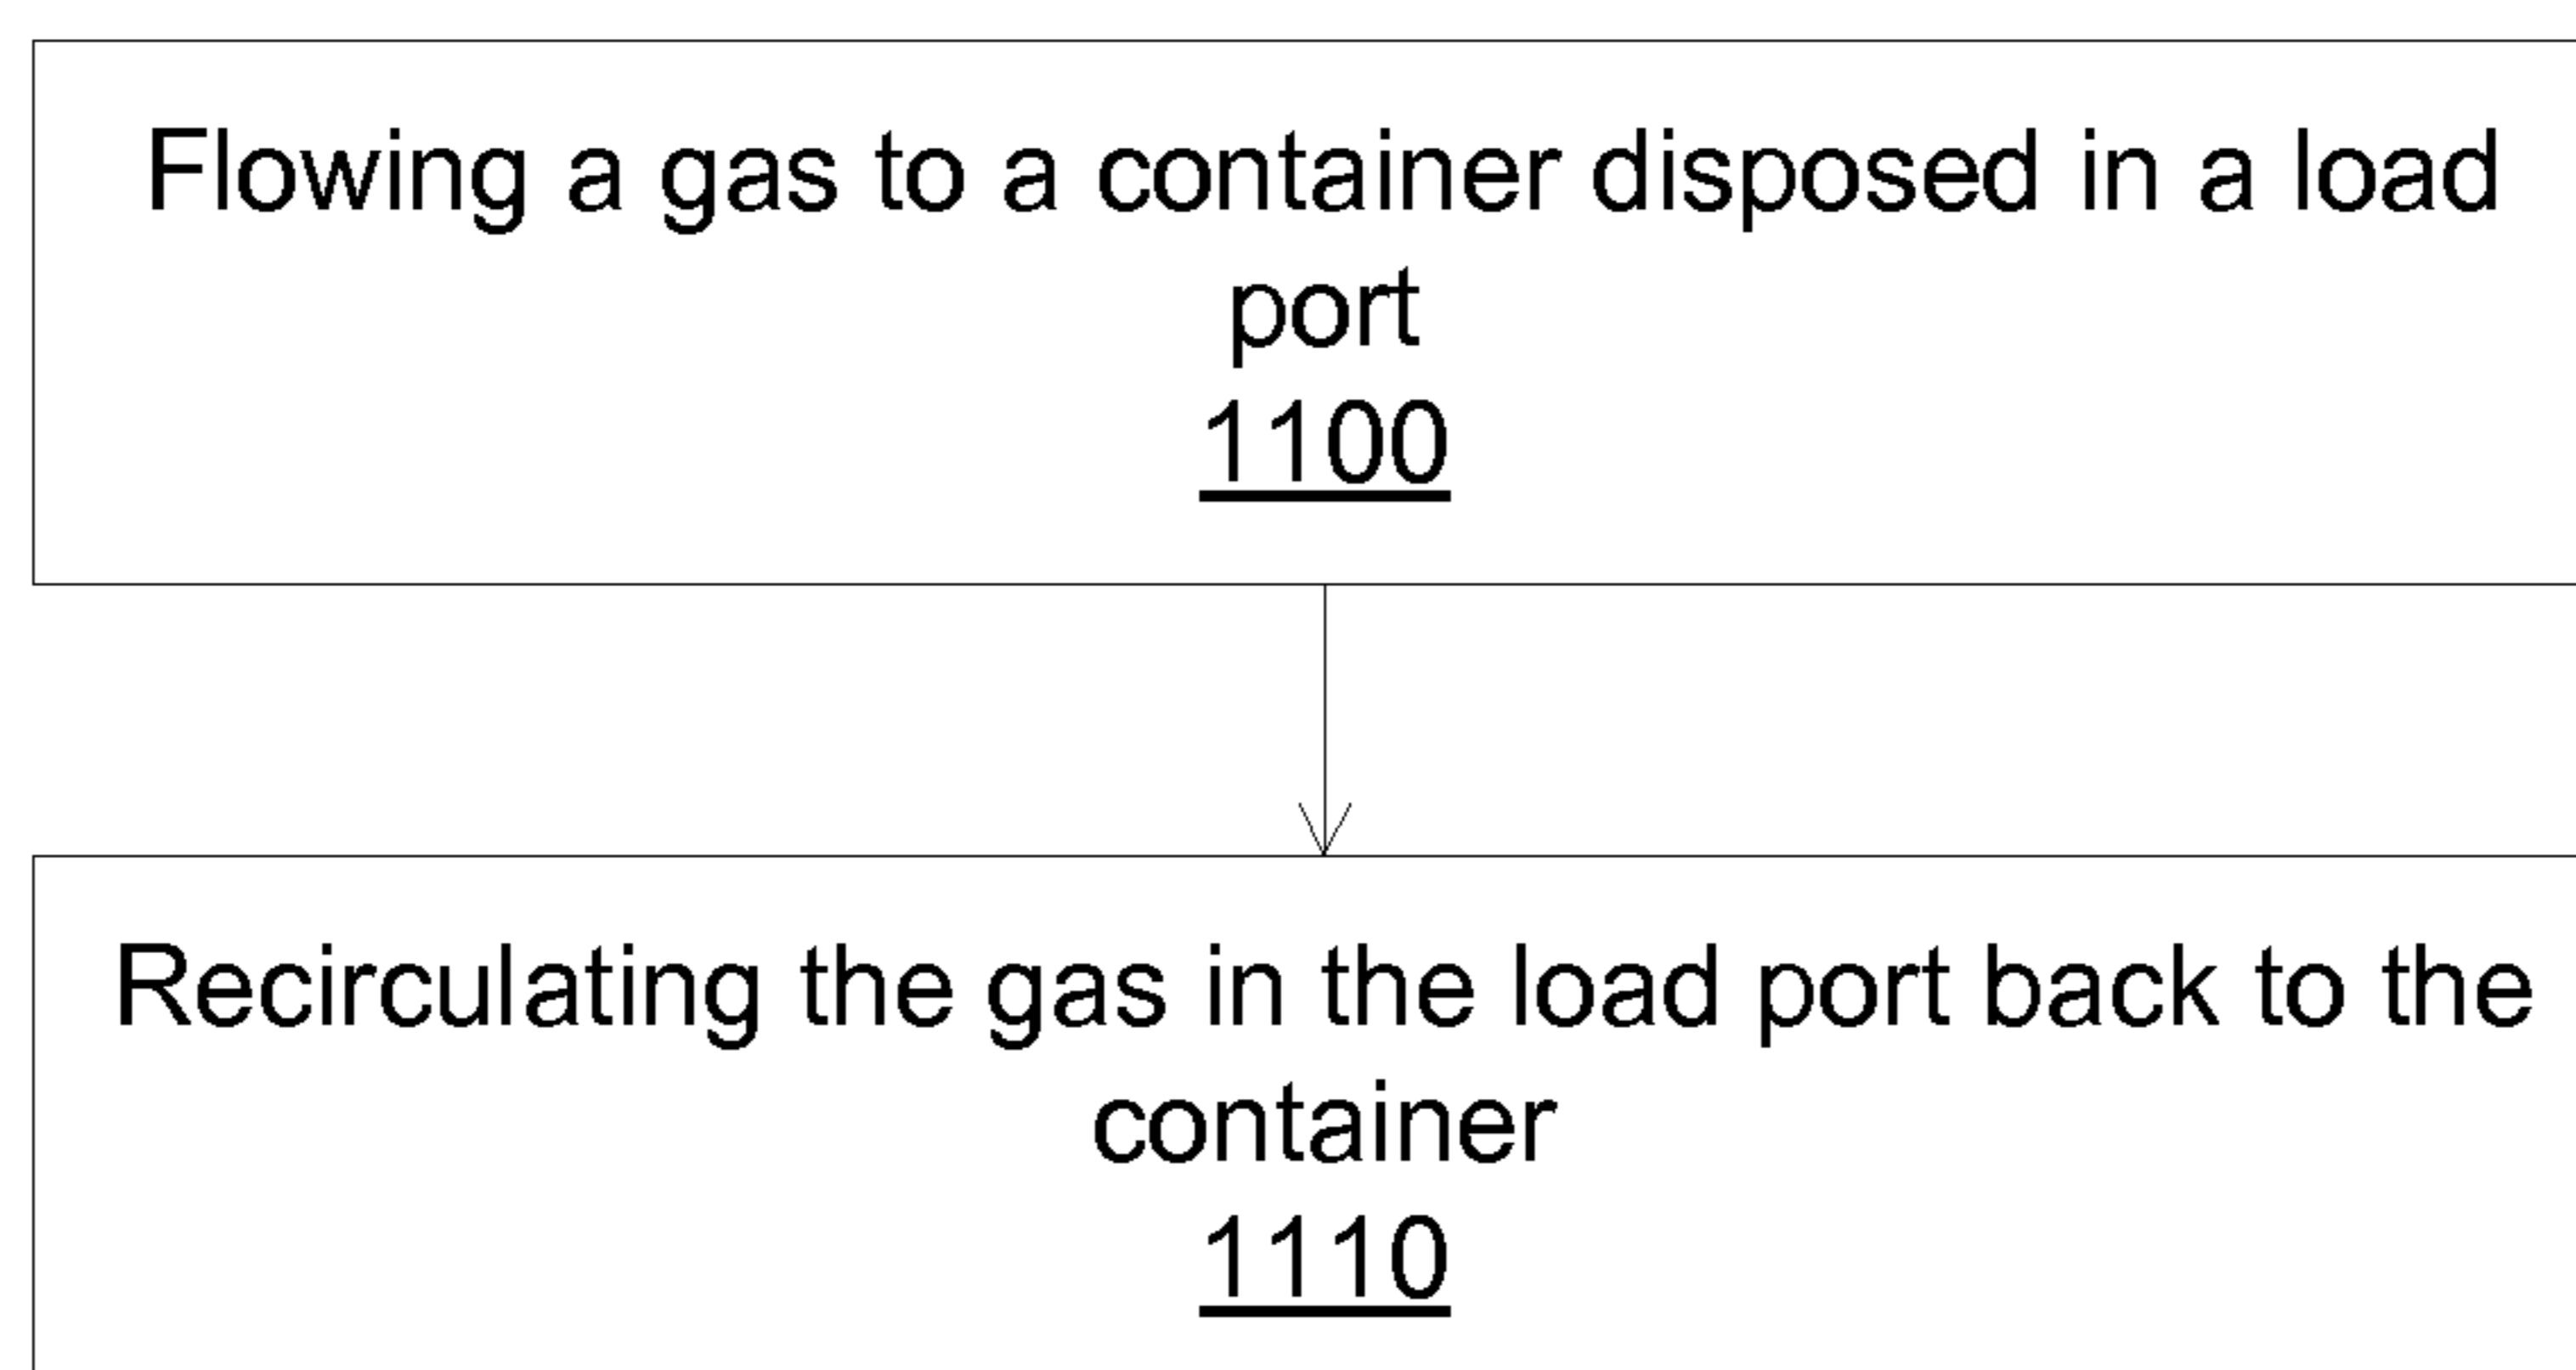 Flowing a gas to a container disposed in a load
port
1100
Recirculating the gas in the load port back to the
container
1110